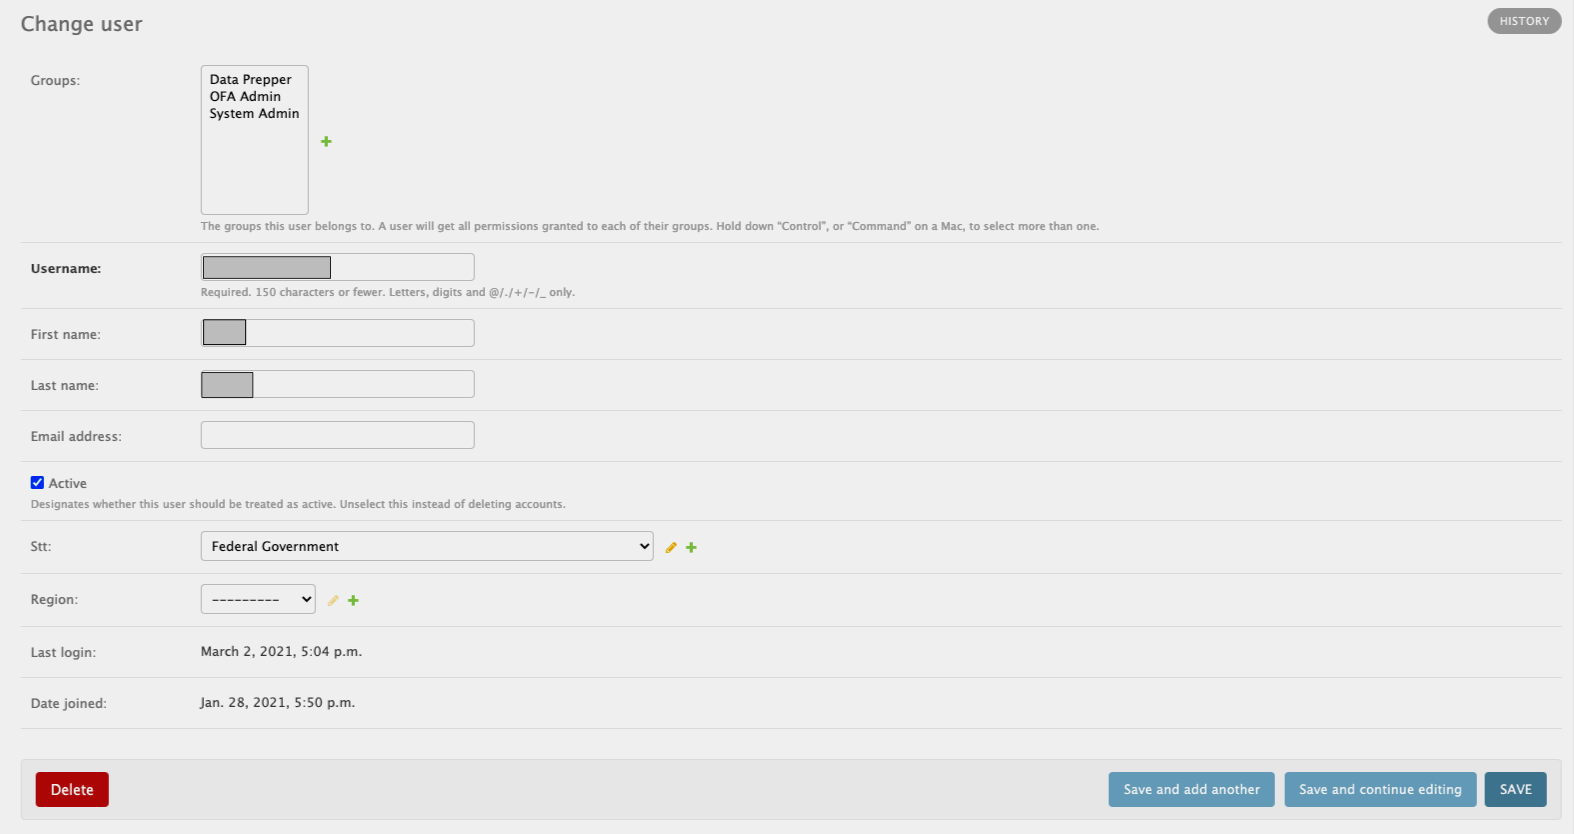 Change user
HISTORY
Groups:
Data Prepper
OFA Admin
System Admin
The groups this user belongs to. A user will get all permissions granted to each of their groups. Hold down “Control”, or “Command” on a Mac, to select more than one.
Username:
Required. 150 characters or fewer. Letters, digits and @/./+/-/_ only.
First name:
Last name:
Email address:
Active
Designates whether this user should be treated as active. Unselect this instead of deleting accounts.
Stt:
Federal Government
Region:
---------
Last login:
March 2, 2021, 5:04 p.m.
Date joined:
Jan. 28, 2021, 5:50 p.m.
Delete
Save and add another
Save and continue editing
SAVE